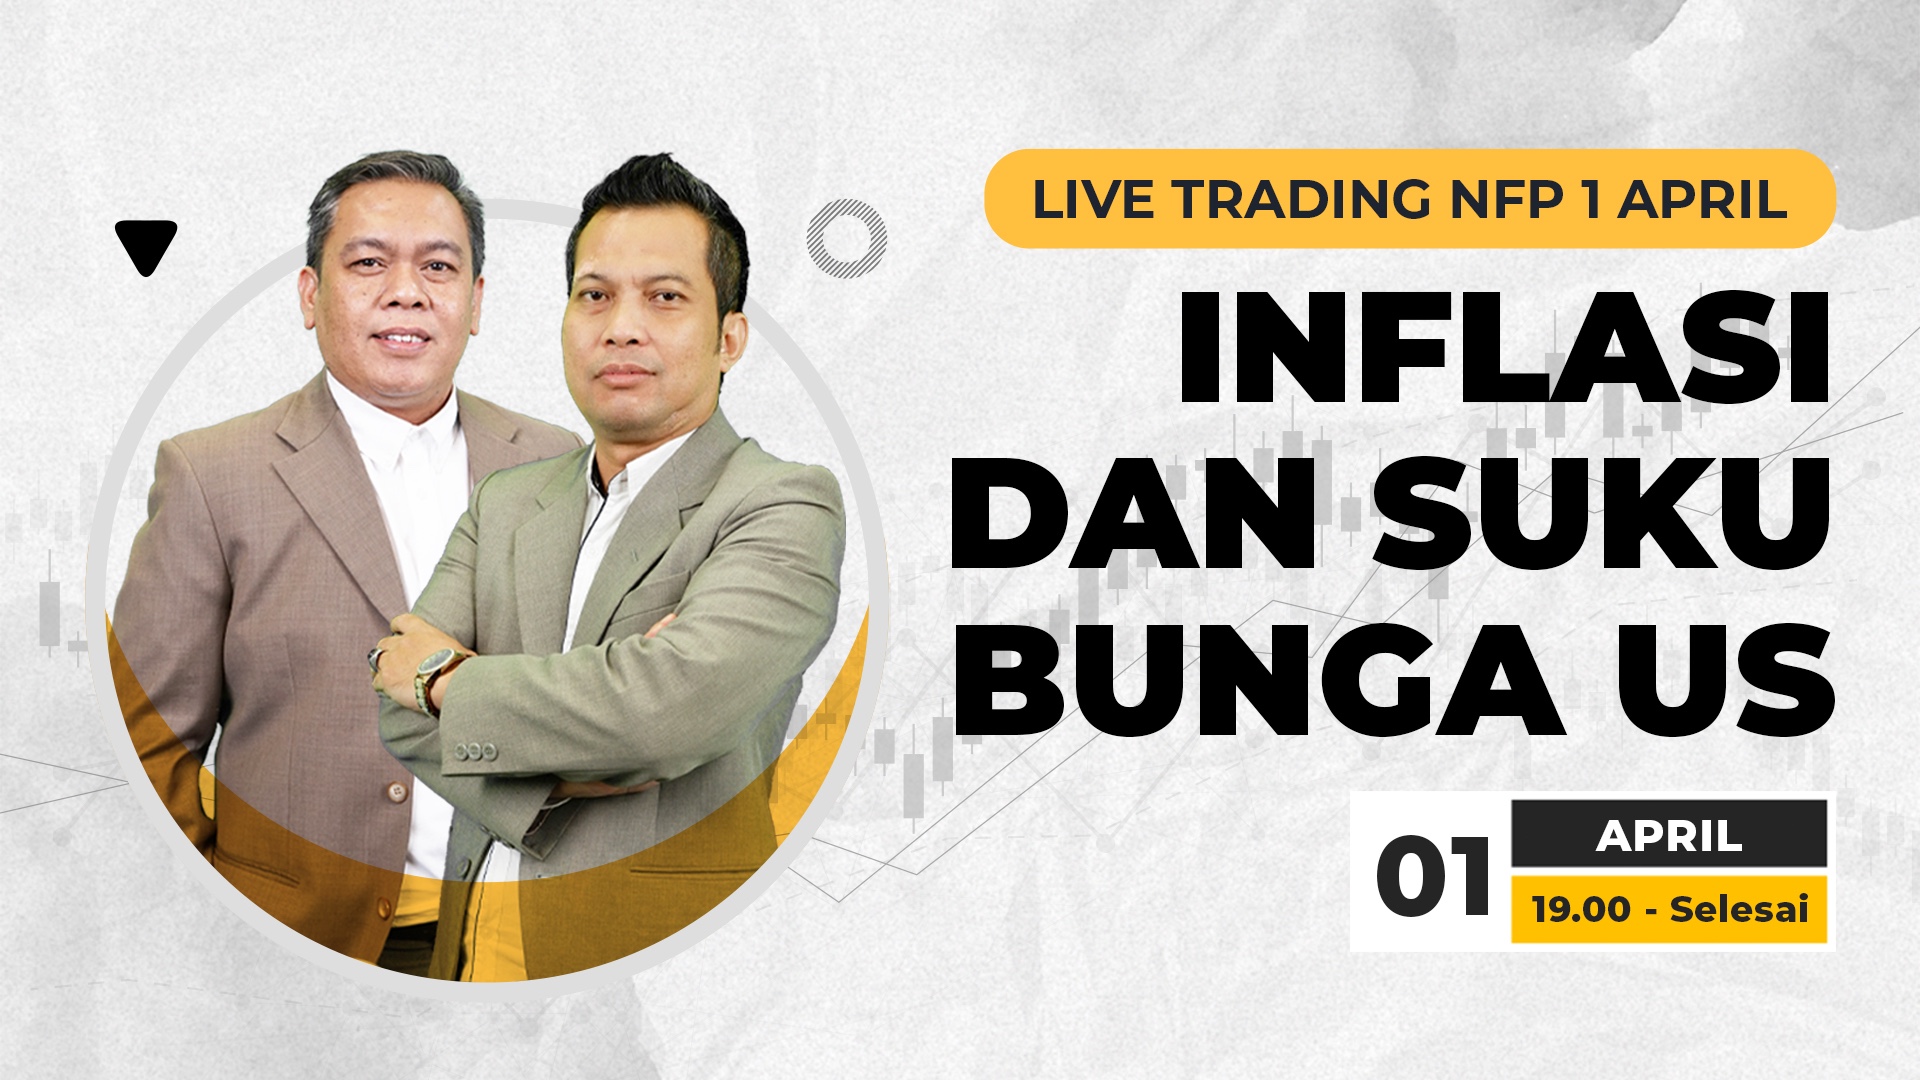 LIVE TRADING NFP 1 APRIL
INFLASI
DAN SUKU
BUNGA US
01
APRIL
19.00 - Selesai